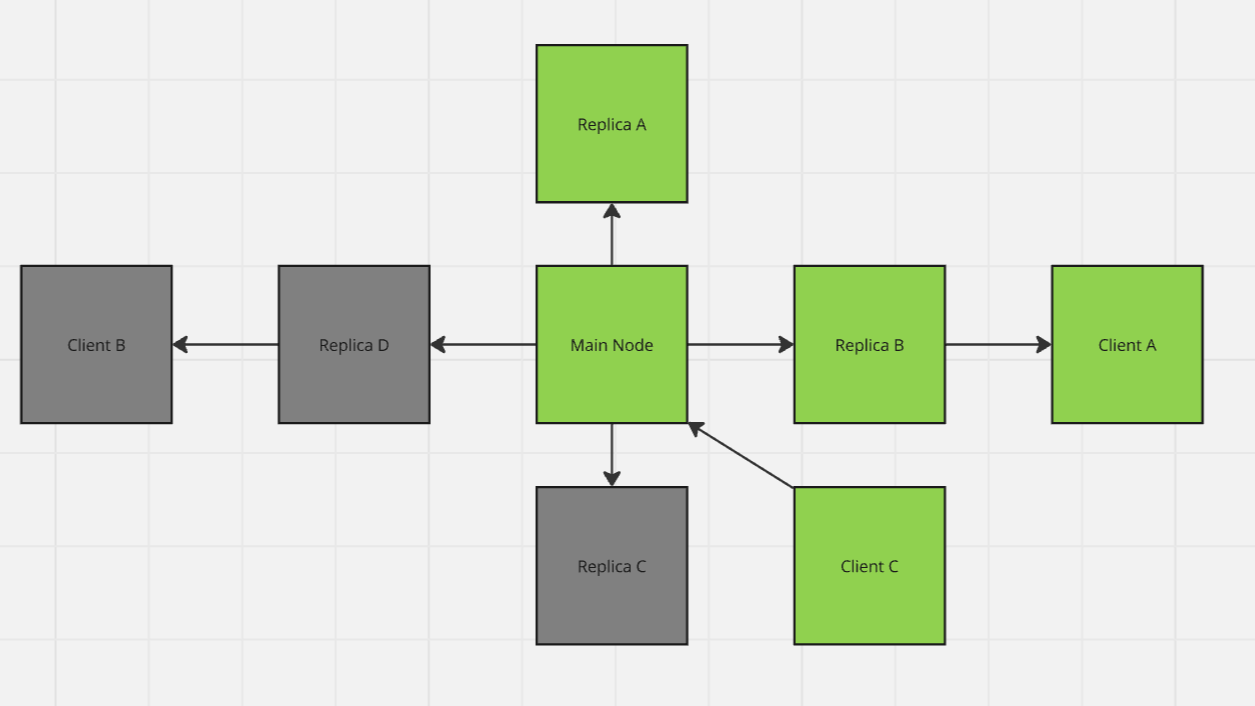 Replica A
Client B
Replica D
Main Node
Replica B
Client A
Replica C
Client C